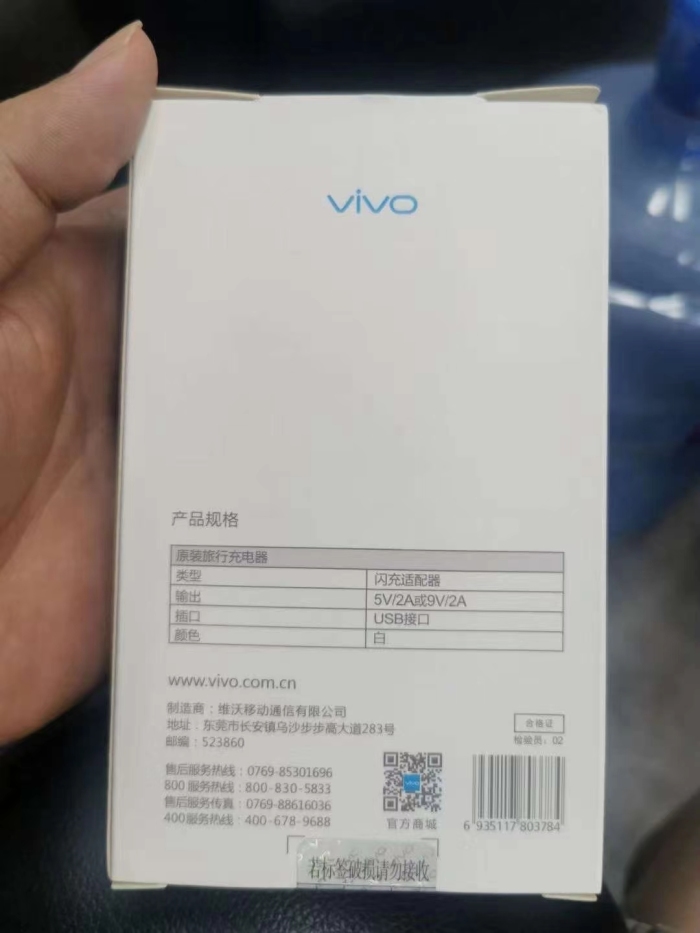 vivo
产品规格
原装旅行充电器
类型 闪充适配器
输出 5V/2A或9V/2A
插口 USB接口
颜色 白
www.vivo.com.cn
制造商：维沃移动通信有限公司
地址：东莞市长安镇乌沙步步高大道283号
邮编：523860
合格证
检验员：02
售后服务热线：0769-85301696
800 服务热线：800-830-5833
售后服务传真：0769-88616036
400服务热线：400-678-9688
vivo
官方商城
6 935117 803784
若标签破损请勿接收